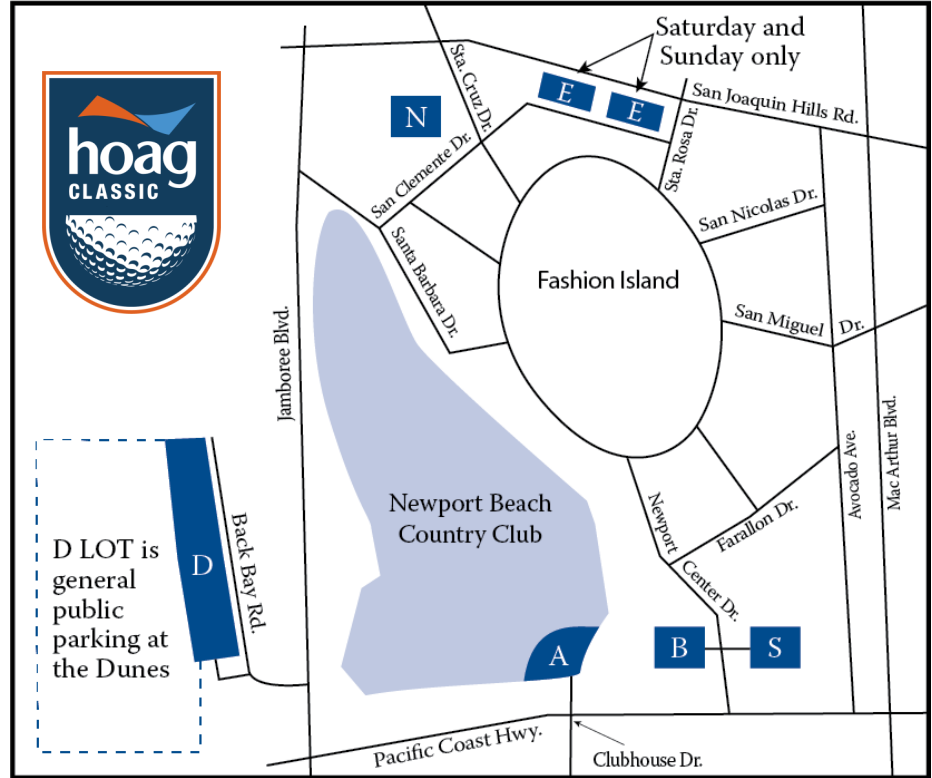 hoag
CLASSIC
Saturday and
Sunday only
E
E
N
Sta. Cruz Dr.
San Joaquin Hills Rd.
Sta. Rosa Dr.
San Clemente Dr.
San Nicolas Dr.
Santa Barbara Dr.
Fashion Island
San Miguel Dr.
Jamboree Blvd.
Mac Arthur Blvd.
Avocado Ave.
Newport Beach
Country Club
Newport Center Dr.
Farallon Dr.
D LOT is
general
public
parking at
the Dunes
D
Back Bay Rd.
A
B
S
Pacific Coast Hwy.
Clubhouse Dr.